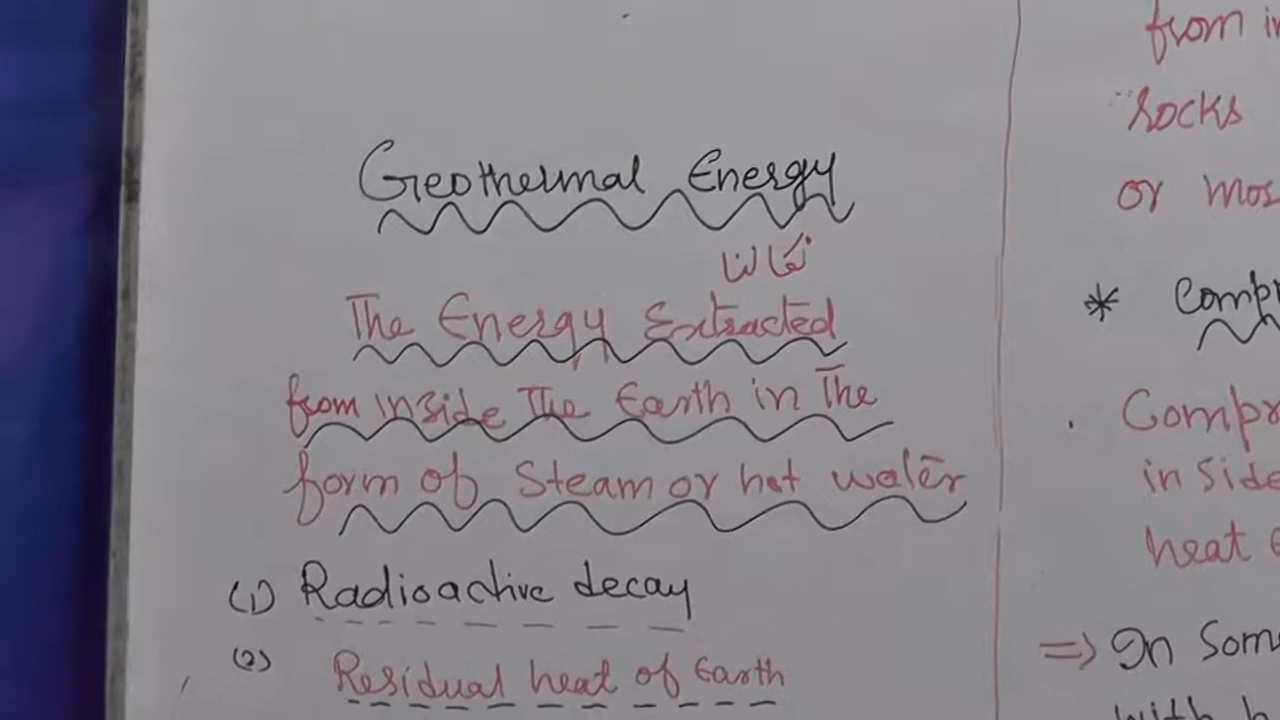 Geothermal Energy
نکالنا
The Energy Extracted
from inside The Earth in The
form of Steam or hot water
(1) Radioactive decay
(2) Residual heat of Earth
from in
rocks
or mos
* Comp
Compr
inside
heat
=> In Som